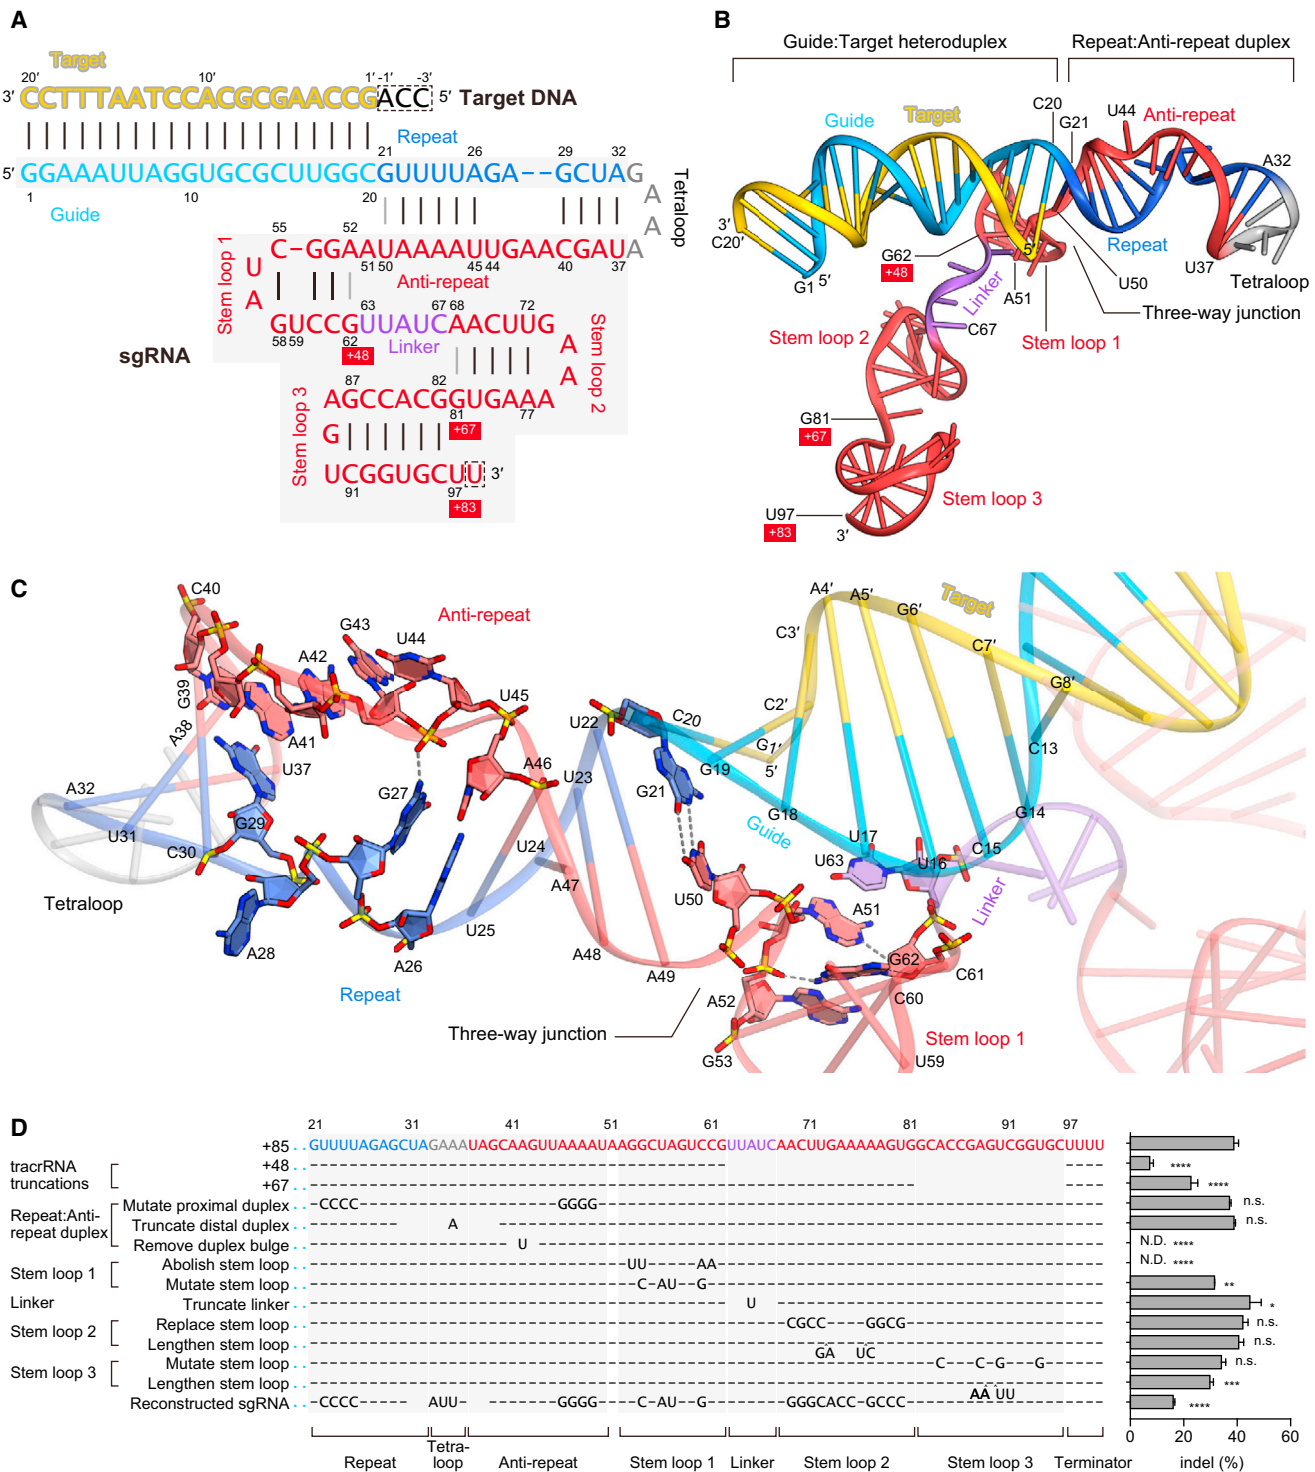 A
Target
20′ 10′ 1′ -1′ -3′
3′ CCTTTAATCCACGCGAACCGACC 5′ Target DNA
Repeat
21 26 29 32
5′ GGAAAUUAGGUGCGCUUGGCGUUUUAGA--GCUAG
1 10 20
Guide
A
A
Tetraloop
55 52
C-GGAAUAAAAUUGAACGAUA
51 50 45 44 40 37
Anti-repeat
Stem loop 1
U
A
63 67 68 72
GUCCGUUAUCAACUUG
58 59 62
+48
Linker
sgRNA
Stem loop 2
A
A
87 82
AGCCACGGUGAAA
81 77
+67
Stem loop 3
G
UCGGUGCUU 3′
91 97
+83
B
Guide:Target heteroduplex Repeat:Anti-repeat duplex
C20
G21
U44
Anti-repeat
Target
Guide
A32
3′
C20′
G1
5′
5′
G62
+48
Linker
A51
Repeat
U50
U37
Tetraloop
C67
Three-way junction
Stem loop 2
Stem loop 1
G81
+67
Stem loop 3
U97
+83
3′
C
C40
Anti-repeat
G43
U44
A42
G39
U45
A38
A41
U37
A46
U22
U23
C20
G21
G19
C2′
G1′
5′
C3′
A4′
A5′
G6′
Target
C7′
G8′
C13
G14
C15
A32
U31
C30
G29
G27
U24
G18
Guide
U17
U16
U63
Linker
Tetraloop
A28
A26
U25
A47
A48
A49
U50
A51
G62
C61
C60
A52
G53
U59
Repeat
Three-way junction
Stem loop 1
D
21 31 41 51 61 71 81 91 97
+85 GUUUUAGAGCUAGAAAUAGCAAGUUAAAAUAAGGCUAGUCCGUUAUCAACUUGAAAAAGUGGCACCGAGUCGGUGCUUUU
tracrRNA truncations
+48 ****
+67 ****
Repeat:Anti-repeat duplex
Mutate proximal duplex CCCC GGGG n.s.
Truncate distal duplex A n.s.
Remove duplex bulge U N.D. ****
Stem loop 1
Abolish stem loop UU AA N.D. ****
Mutate stem loop C-AU--G **
Linker
Truncate linker U *
Stem loop 2
Replace stem loop CGCC GGCG n.s.
Lengthen stem loop GA UC n.s.
Stem loop 3
Mutate stem loop C C-G G n.s.
Lengthen stem loop AA UU ***
Reconstructed sgRNA CCCC AUU GGGG C-AU--G GGGCACC-GCCC ****
0 20 40 60
indel (%)
Repeat Tetra-loop Anti-repeat Stem loop 1 Linker Stem loop 2 Stem loop 3 Terminator